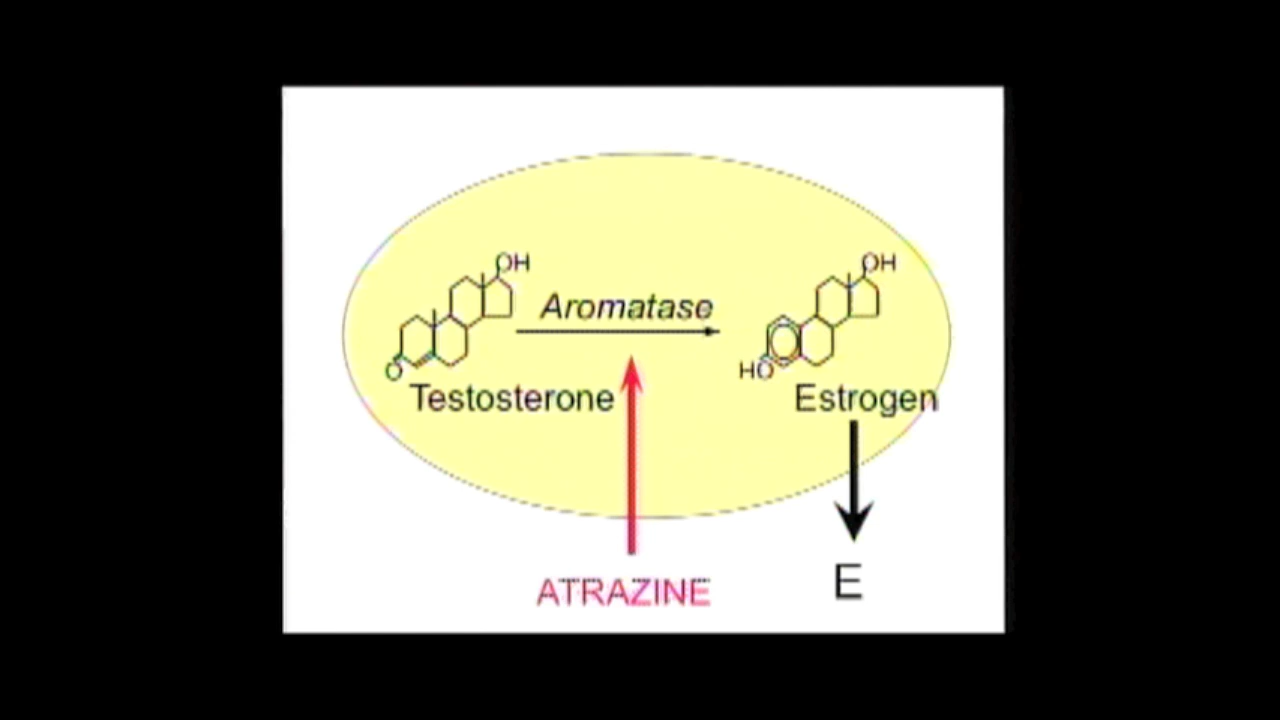 OH
OH
Aromatase
O
HO
Testosterone
Estrogen
E
ATRAZINE